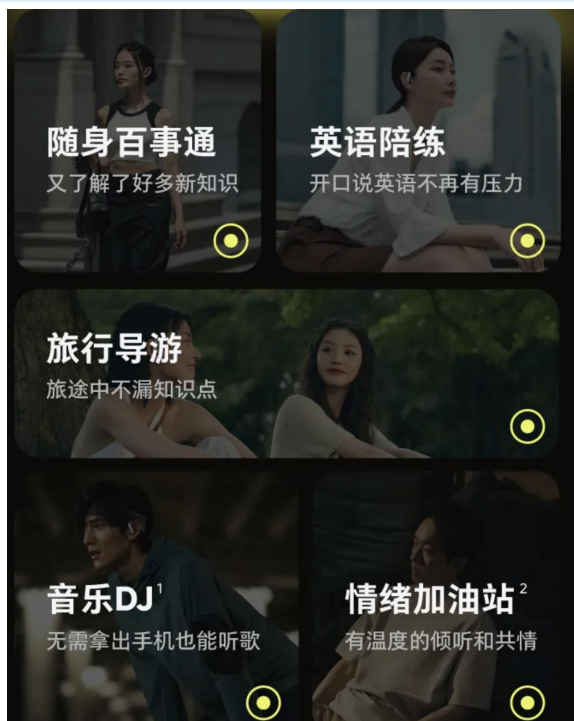 随身百事通
又了解了好多新知识
英语陪练
开口说英语不再有压力
旅行导游
旅途中不漏知识点
音乐DJ1
无需拿出手机也能听歌
情绪加油站2
有温度的倾听和共情